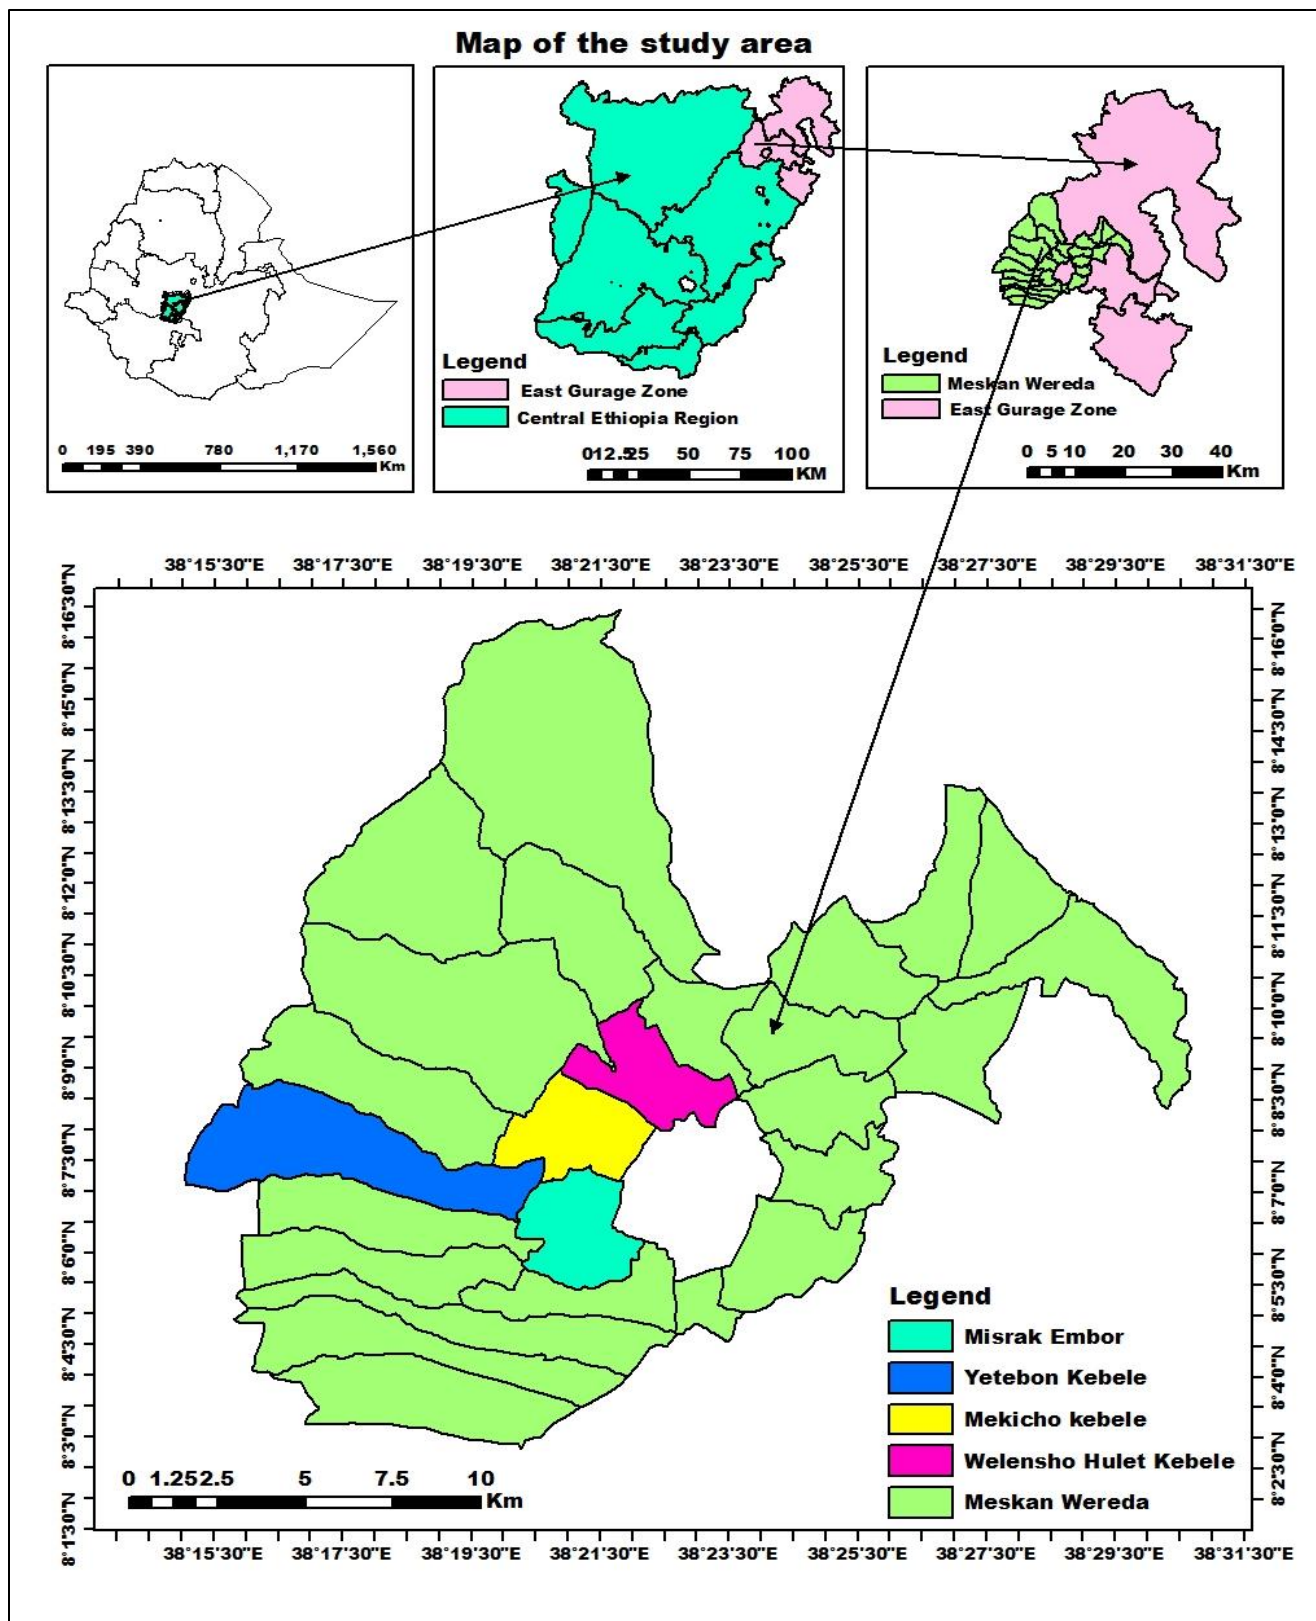 Map of the study area
0 195 390 780 1,170 1,560
Km
Legend
East Gurage Zone
Central Ethiopia Region
0 12.5 25 50 75 100
KM
Legend
Meskan Wereda
East Gurage Zone
0 5 10 20 30 40
Km
38°15'30"E 38°17'30"E 38°19'30"E 38°21'30"E 38°23'30"E 38°25'30"E 38°27'30"E 38°29'30"E 38°31'30"E
8°16'30"N
8°15'0"N
8°13'30"N
8°12'0"N
8°10'30"N
8°9'0"N
8°7'30"N
8°6'0"N
8°4'30"N
8°3'0"N
8°1'30"N
8°16'0"N
8°14'30"N
8°13'0"N
8°11'30"N
8°10'0"N
8°8'30"N
8°7'0"N
8°5'30"N
8°4'0"N
8°2'30"N
Legend
Misrak Embor
Yetebon Kebele
Mekicho kebele
Welensho Hulet Kebele
Meskan Wereda
0 1.25 2.5 5 7.5 10
Km
38°15'30"E 38°17'30"E 38°19'30"E 38°21'30"E 38°23'30"E 38°25'30"E 38°27'30"E 38°29'30"E 38°31'30"E